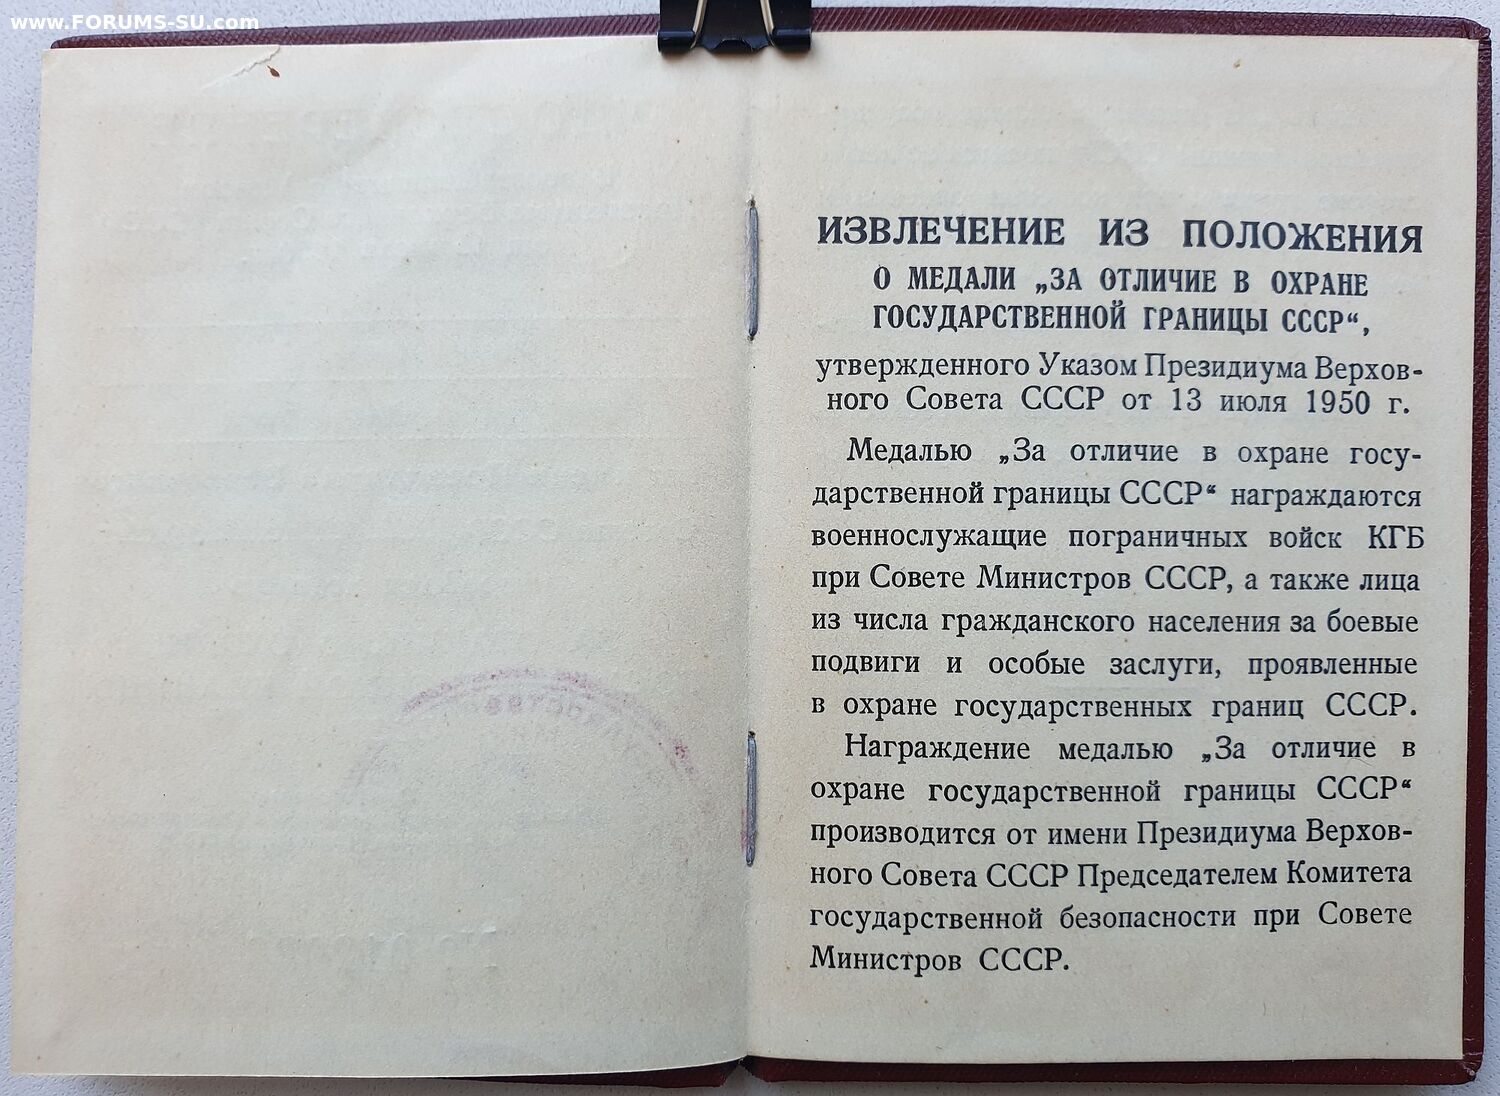 www.FORUMS-SU.com
ИЗВЛЕЧЕНИЕ ИЗ ПОЛОЖЕНИЯ
О МЕДАЛИ „ЗА ОТЛИЧИЕ В ОХРАНЕ
ГОСУДАРСТВЕННОЙ ГРАНИЦЫ СССР“,
утвержденного Указом Президиума Верхов-
ного Совета СССР от 13 июля 1950 г.
Медалью „За отличие в охране госу-
дарственной границы СССР“ награждаются
военнослужащие пограничных войск КГБ
при Совете Министров СССР, а также лица
из числа гражданского населения за боевые
подвиги и особые заслуги, проявленные
в охране государственных границ СССР.
Награждение медалью „За отличие в
охране государственной границы СССР“
производится от имени Президиума Верхов-
ного Совета СССР Председателем Комитета
государственной безопасности при Совете
Министров СССР.